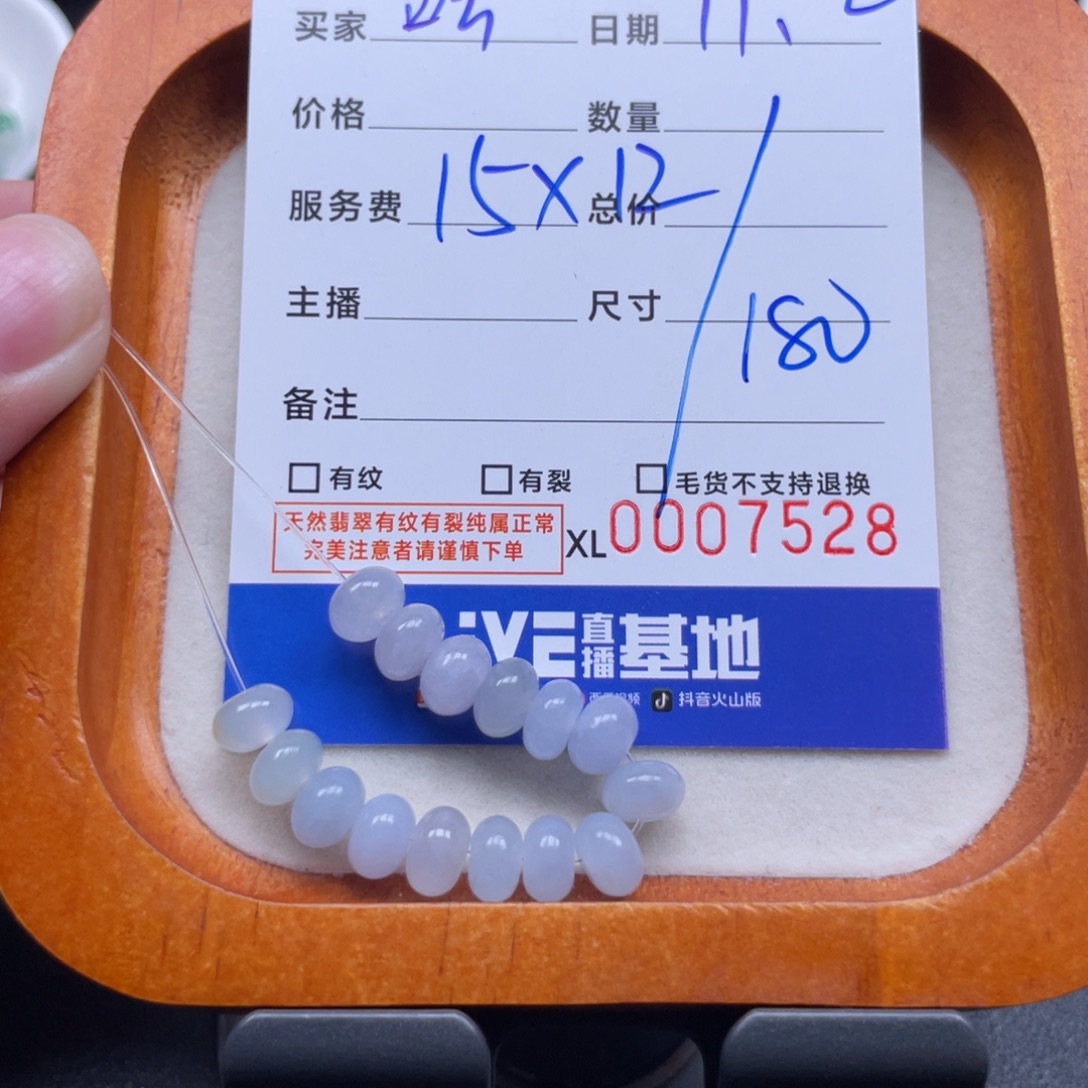 买家 日期 11.
价格 数量
服务费 15X12 总价
主播 尺寸 180
备注
有纹 有裂 毛货不支持退换
天然翡翠有纹有裂纯属正常
完美注意者请谨慎下单
XL0007528
直播基地
抖音火山版